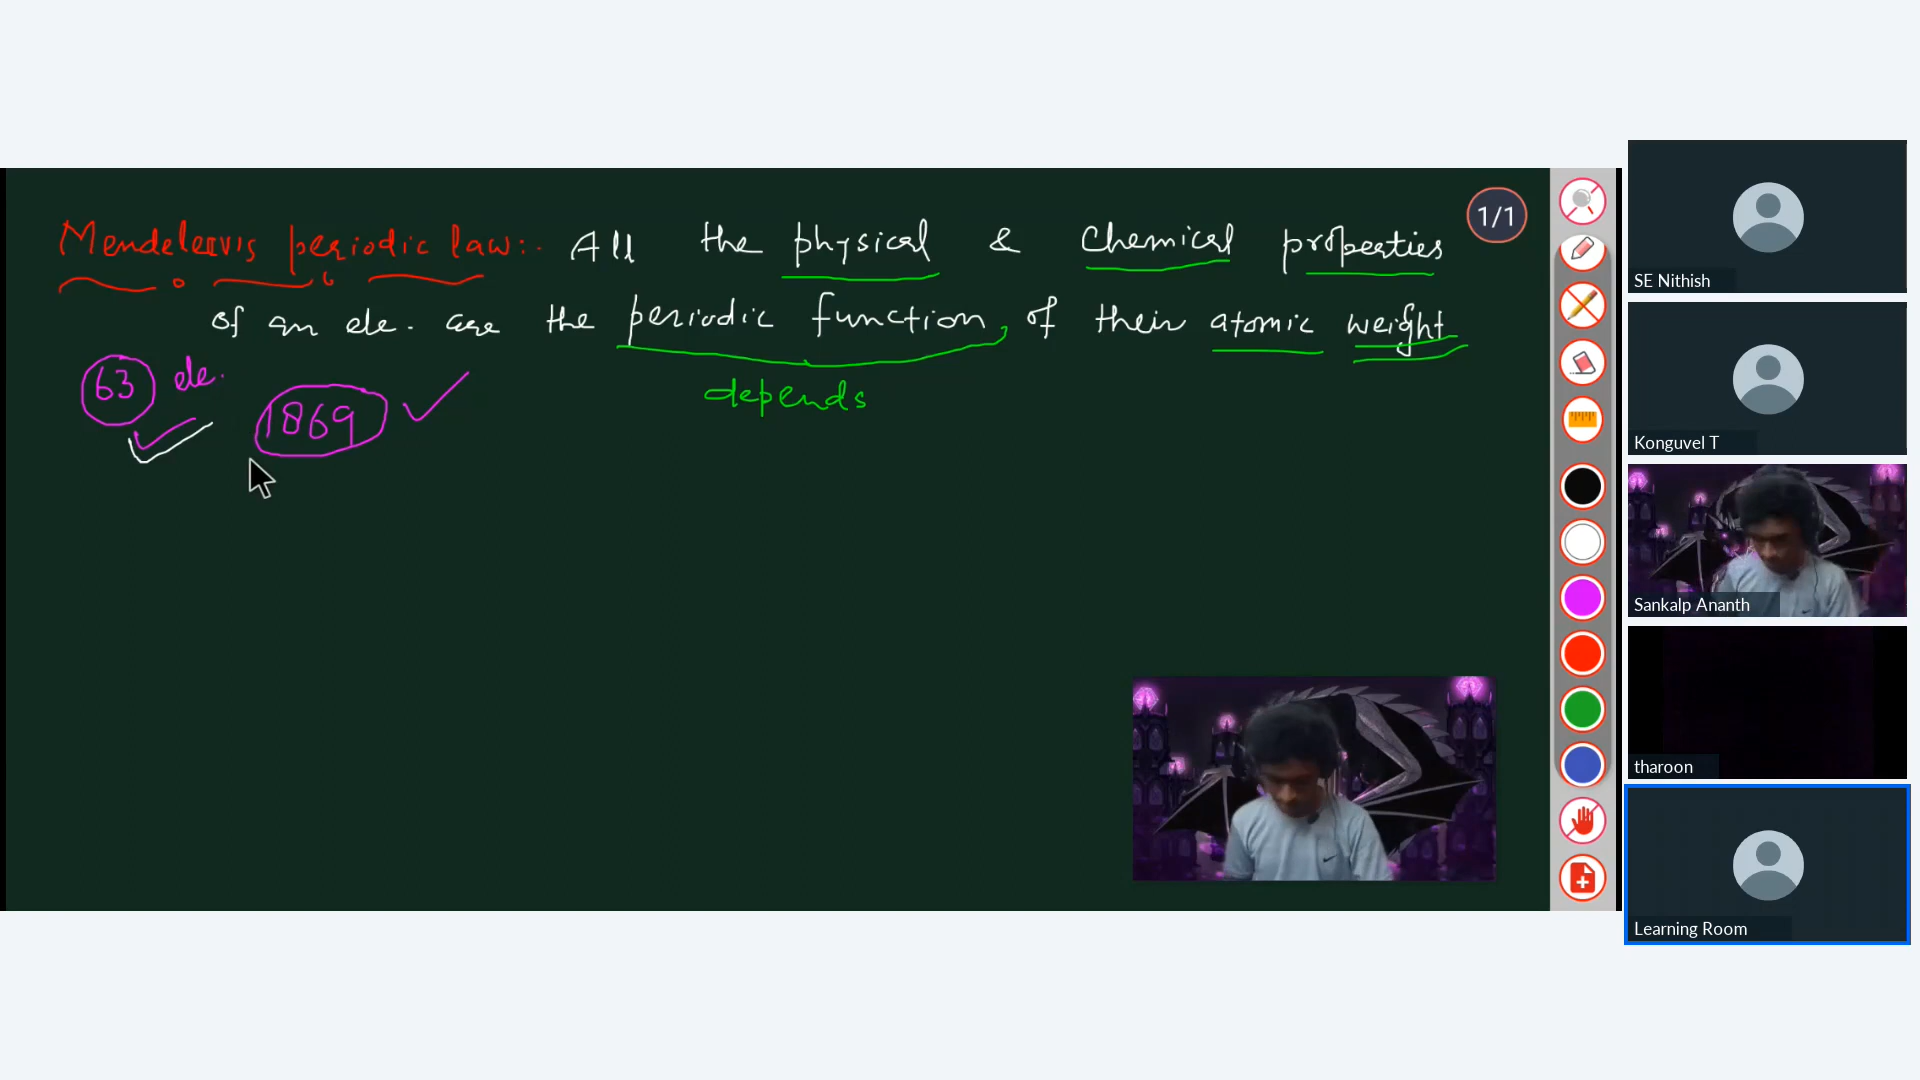 Mendeleevis periodic law:- All the physical & Chemical properties
of an ele. are the periodic function, of their atomic weight
63 ele.
1869
depends
1/1
SE Nithish
Konguvel T
Sankalp Ananth
tharoon
Learning Room